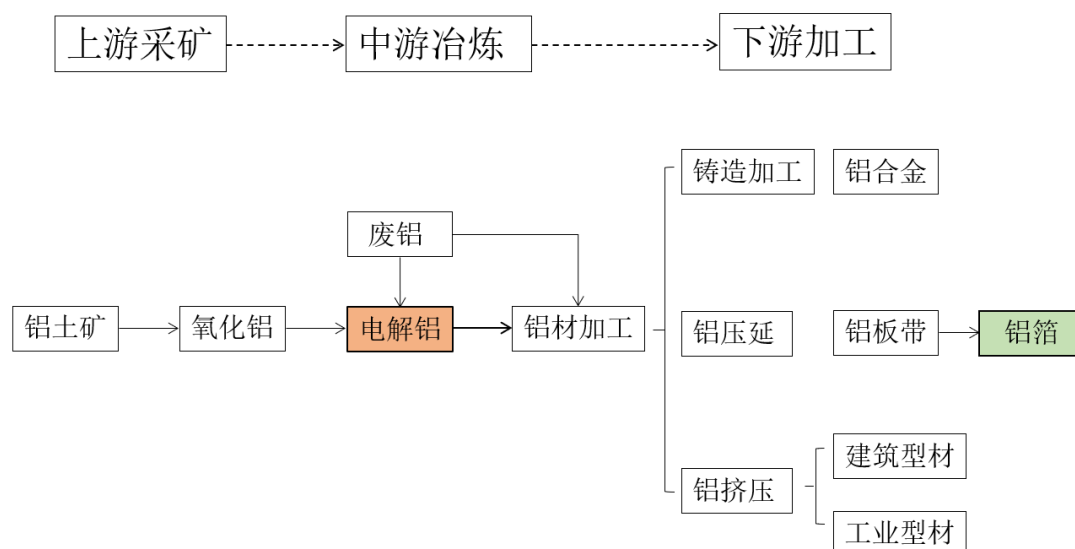 上游采矿
中游冶炼
下游加工
铸造加工
铝合金
废铝
铝土矿
氧化铝
电解铝
铝材加工
铝压延
铝板带
铝箔
建筑型材
铝挤压
工业型材